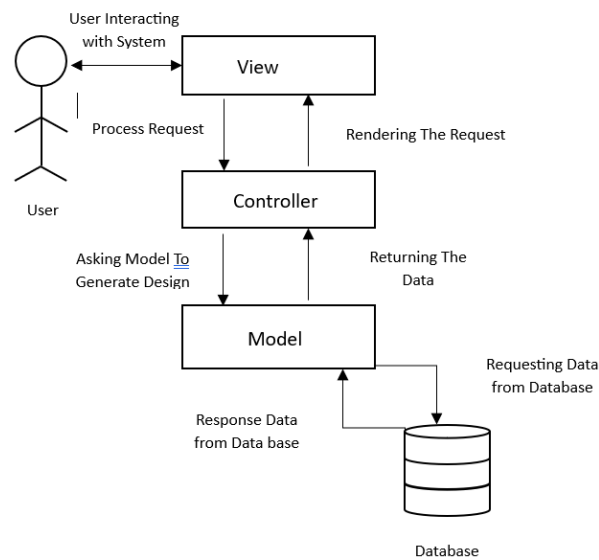 User Interacting
with System
View
Process Request
Rendering The Request
User
Controller
Asking Model To
Generate Design
Returning The
Data
Model
Requesting Data
from Database
Response Data
from Data base
Database